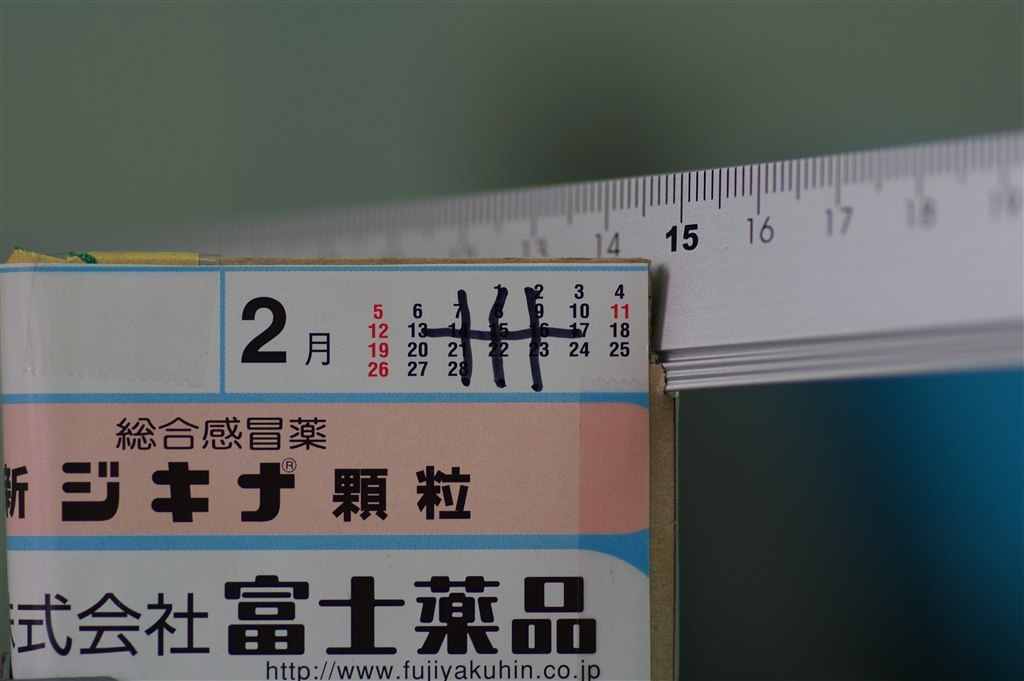 13 14 15 16 17 18
2月
1 2 3 4
5 6 7 8 9 10 11
12 13 14 15 16 17 18
19 20 21 22 23 24 25
26 27 28
総合感冒薬
新ジキナ® 顆粒
株式会社 富士薬品
http://www.fujiyakuhin.co.jp